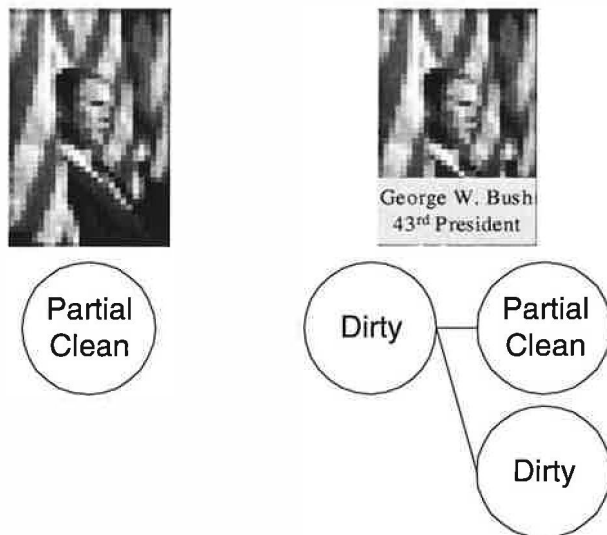 George W. Bush
43rd President
Partial
Clean
Dirty
Partial
Clean
Dirty